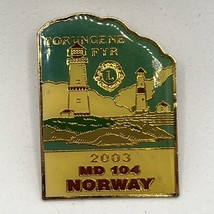 TORUNGENE
FYR
L
2003
MD 104
NORWAY